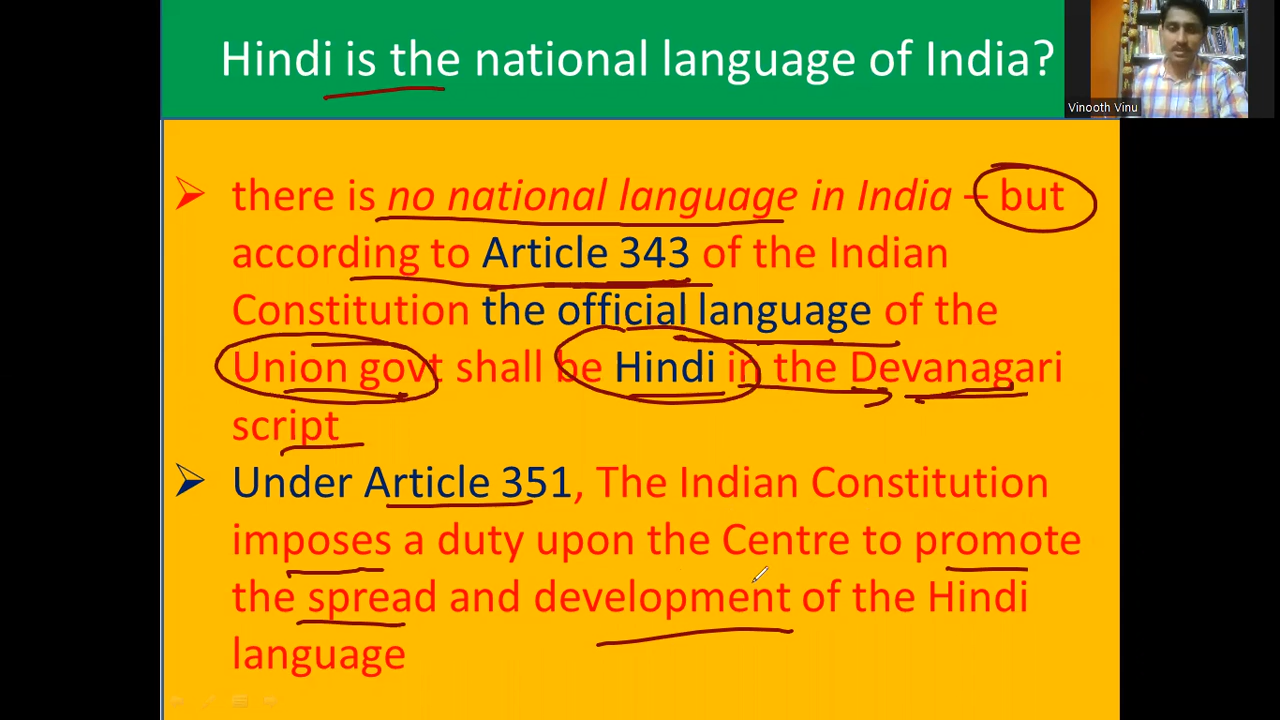 Hindi is the national language of India?
Vinooth Vinu
there is no national language in India – but
according to Article 343 of the Indian
Constitution the official language of the
Union govt shall be Hindi in the Devanagari
script
Under Article 351, The Indian Constitution
imposes a duty upon the Centre to promote
the spread and development of the Hindi
language